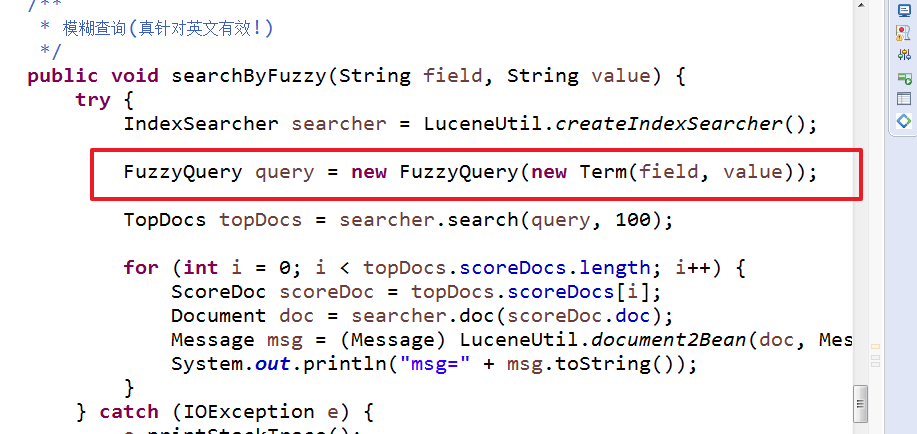 /**
 * 模糊查询(真针对英文有效!)
 */
public void searchByFuzzy(String field, String value) {
    try {
        IndexSearcher searcher = LuceneUtil.createIndexSearcher();
        FuzzyQuery query = new FuzzyQuery(new Term(field, value));
        TopDocs topDocs = searcher.search(query, 100);
        for (int i = 0; i < topDocs.scoreDocs.length; i++) {
            ScoreDoc scoreDoc = topDocs.scoreDocs[i];
            Document doc = searcher.doc(scoreDoc.doc);
            Message msg = (Message) LuceneUtil.document2Bean(doc, Mes
            System.out.println("msg=" + msg.toString());
        }
    } catch (IOException e) {
        e.printStackTrace();